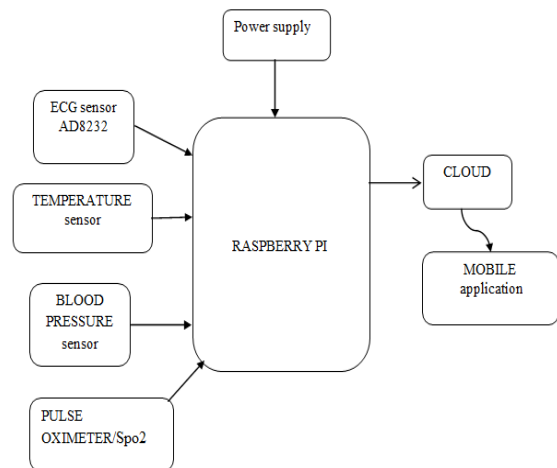 Power supply
ECG sensor
AD8232
TEMPERATURE
sensor
BLOOD
PRESSURE
sensor
PULSE
OXIMETER/Spo2
RASPBERRY PI
CLOUD
MOBILE
application